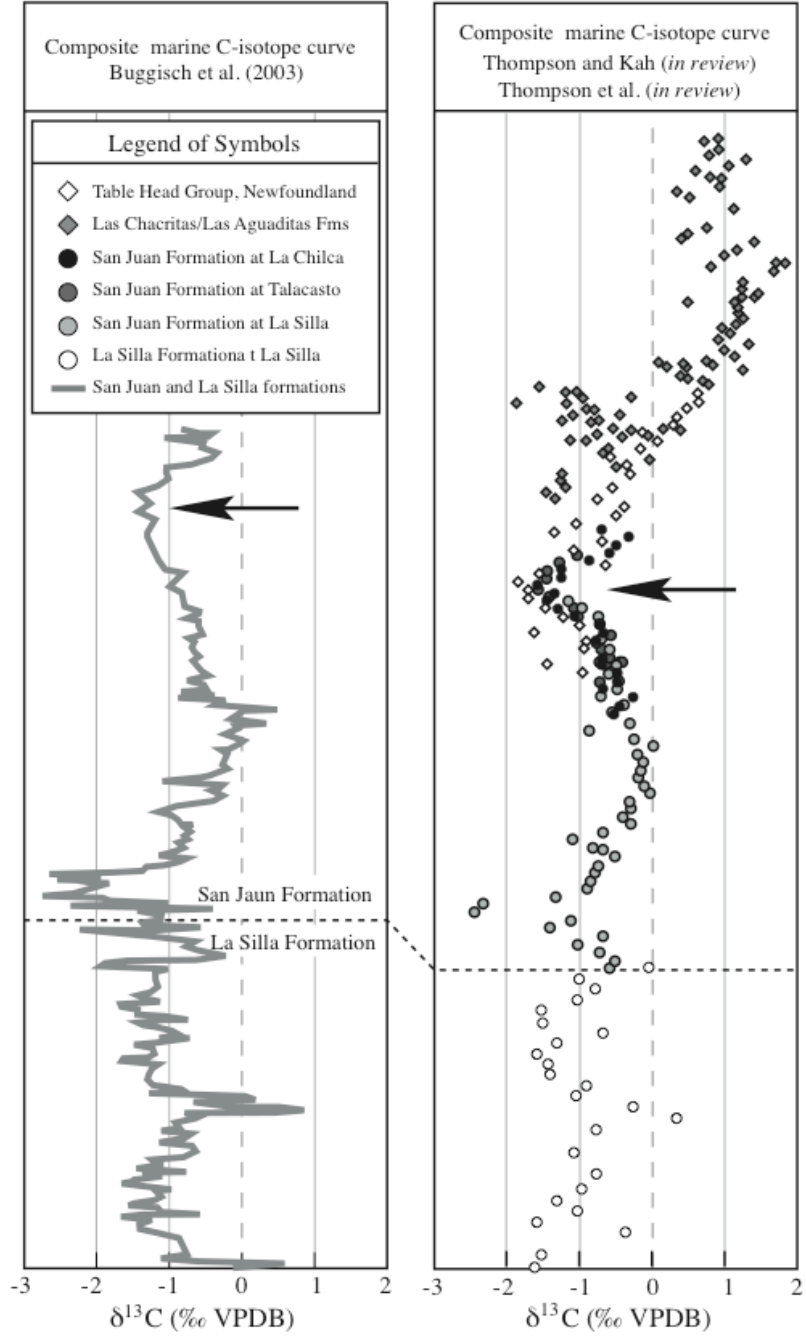 Composite marine C-isotope curve
Buggisch et al. (2003)
Composite marine C-isotope curve
Thompson and Kah (in review)
Thompson et al. (in review)
Legend of Symbols
Table Head Group, Newfoundland
Las Chacritas/Las Aguaditas Fms
San Juan Formation at La Chilca
San Juan Formation at Talacasto
San Juan Formation at La Silla
La Silla Formationa t La Silla
San Juan and La Silla formations
San Jaun Formation
La Silla Formation
-3 -2 -1 0 1 2
δ¹³C (‰ VPDB)
-3 -2 -1 0 1 2
δ¹³C (‰ VPDB)